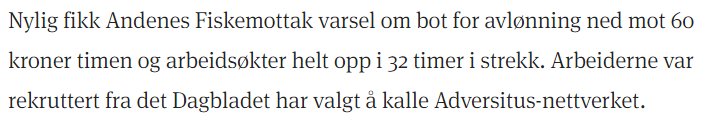 Nylig fikk Andenes Fiskemottak varsel om bot for avlønning ned mot 60
kroner timen og arbeidsøkter helt opp i 32 timer i strekk. Arbeiderne var
rekruttert fra det Dagbladet har valgt å kalle Adversitus-nettverket.